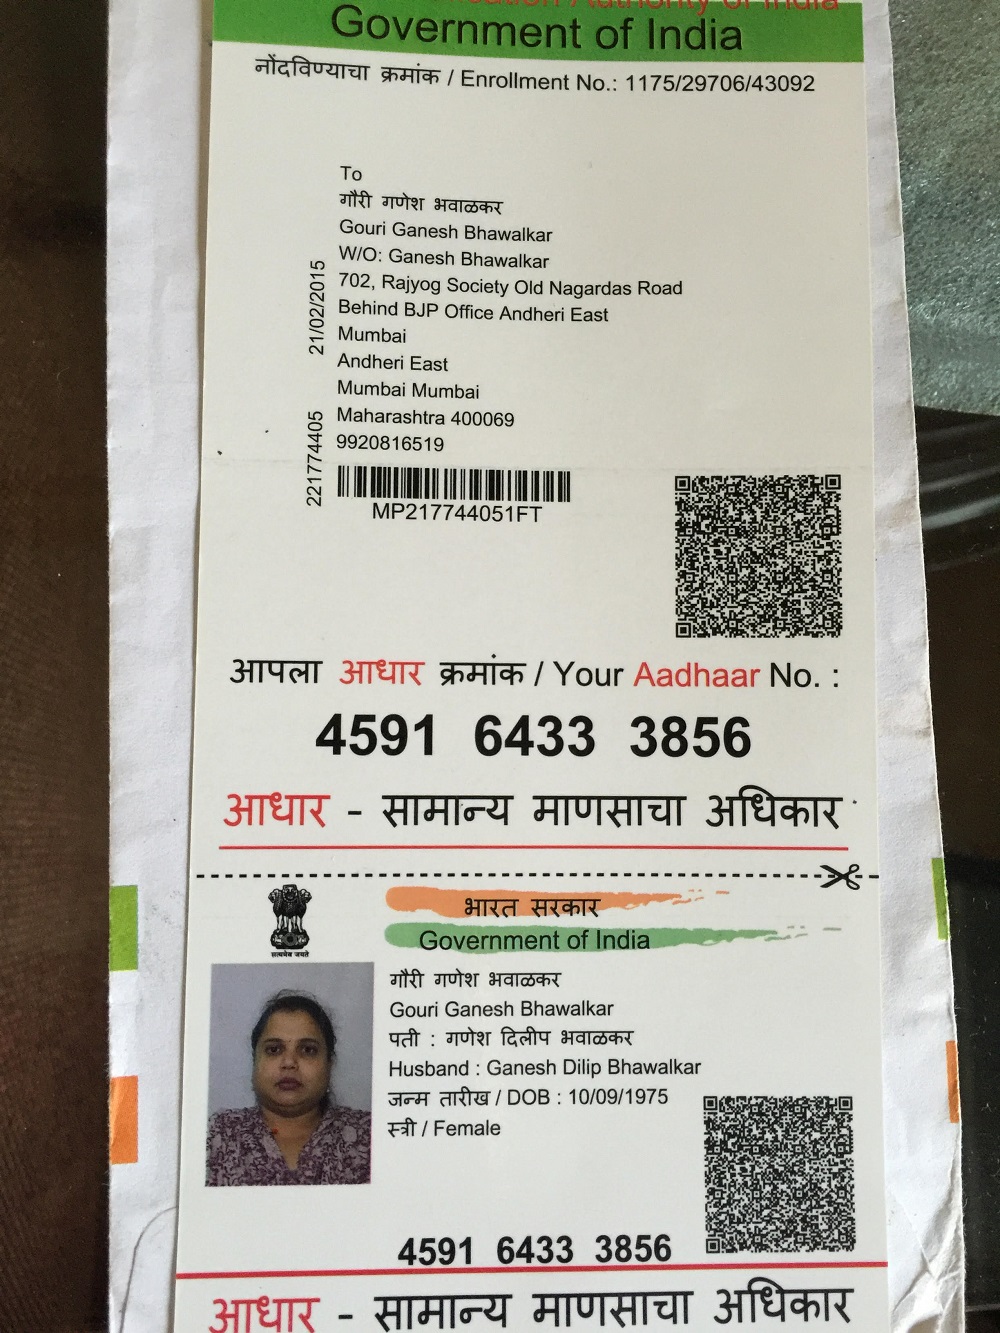 Government of India
नोंदविण्याचा क्रमांक / Enrollment No.: 1175/29706/43092
To
गौरी गणेश भवाळकर
Gouri Ganesh Bhawalkar
W/O: Ganesh Bhawalkar
702, Rajyog Society Old Nagardas Road
Behind BJP Office Andheri East
Mumbai
Andheri East
Mumbai Mumbai
Maharashtra 400069
9920816519
21/02/2015
221774405
MP217744051FT
आपला आधार क्रमांक / Your Aadhaar No. :
4591 6433 3856
आधार - सामान्य माणसाचा अधिकार
भारत सरकार
Government of India
सत्यमेव जयते
गौरी गणेश भवाळकर
Gouri Ganesh Bhawalkar
पती : गणेश दिलीप भवाळकर
Husband : Ganesh Dilip Bhawalkar
जन्म तारीख / DOB : 10/09/1975
स्त्री / Female
4591 6433 3856
आधार - सामान्य माणसाचा अधिकार